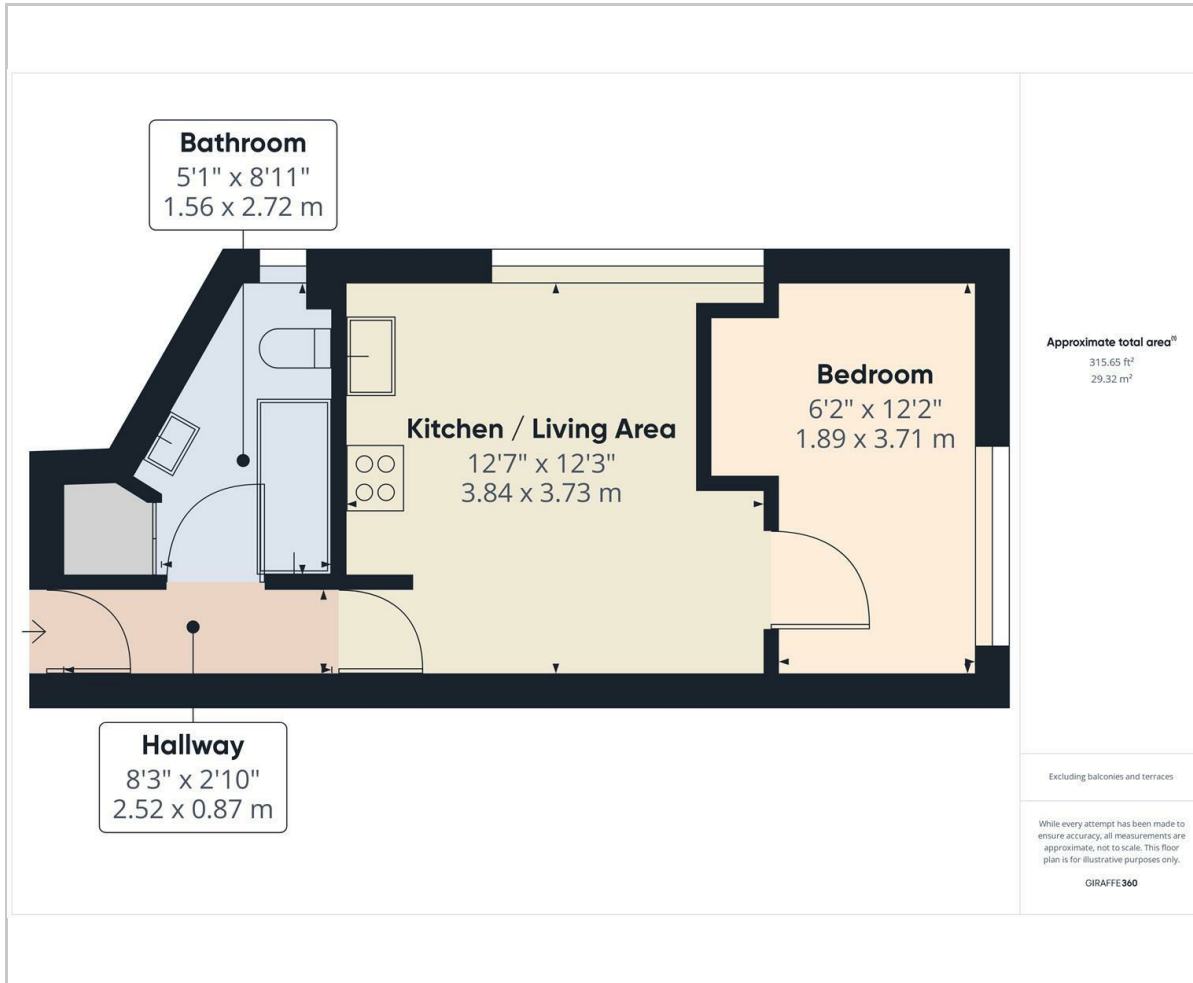 Bathroom
5'1" x 8'11"
1.56 x 2.72 m
Kitchen / Living Area
12'7" x 12'3"
3.84 x 3.73 m
Bedroom
6'2" x 12'2"
1.89 x 3.71 m
Hallway
8'3" x 2'10"
2.52 x 0.87 m
Approximate total area⁽¹⁾
315.65 ft²
29.32 m²
Excluding balconies and terraces
While every attempt has been made to
ensure accuracy, all measurements are
approximate, not to scale. This floor
plan is for illustrative purposes only.
GIRAFFE360